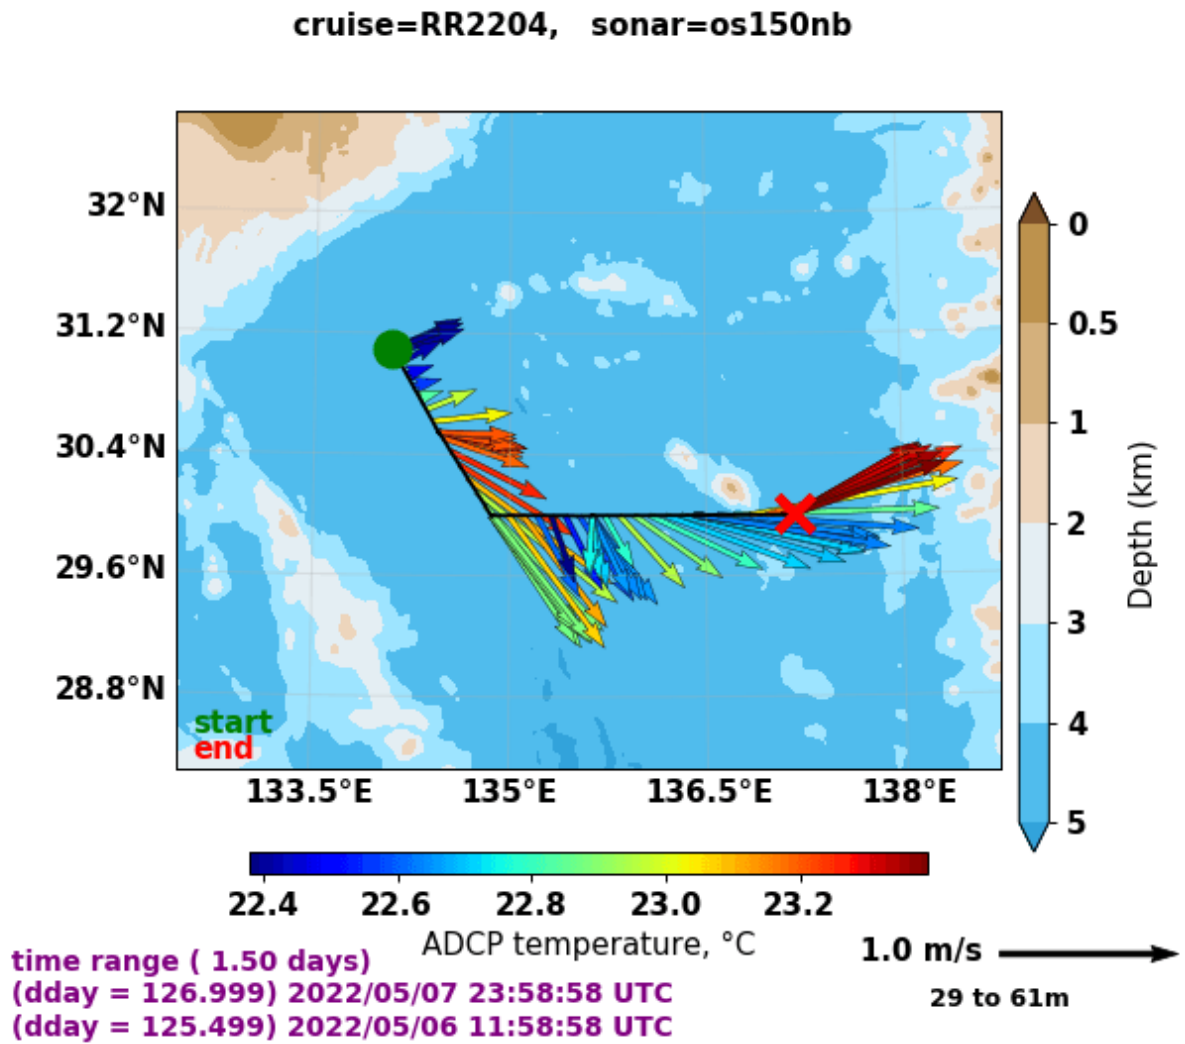 cruise=RR2204,   sonar=os150nb
32°N
31.2°N
30.4°N
29.6°N
28.8°N
start
end
133.5°E 135°E 136.5°E 138°E
0
0.5
1
2
3
4
5
Depth (km)
22.4 22.6 22.8 23.0 23.2
ADCP temperature, °C
1.0 m/s
29 to 61m
time range ( 1.50 days)
(dday = 126.999) 2022/05/07 23:58:58 UTC
(dday = 125.499) 2022/05/06 11:58:58 UTC